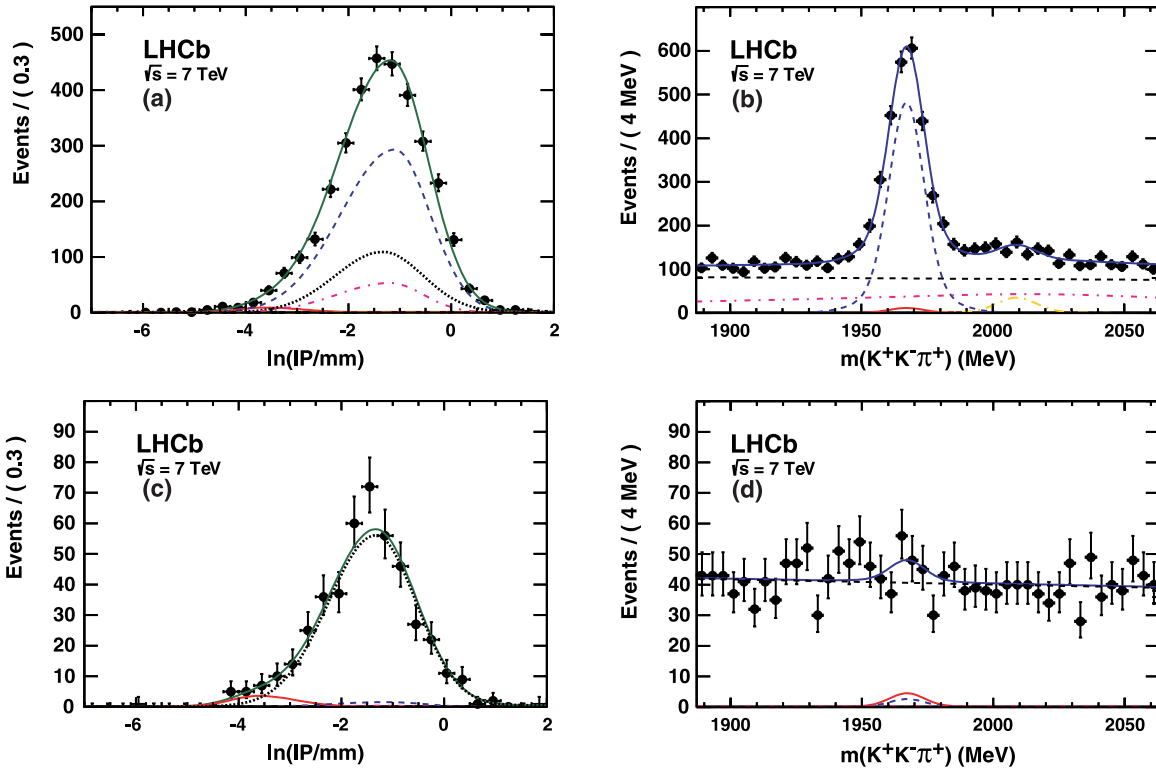 Events / ( 0.3 )
500
400
300
200
100
0
LHCb
√s = 7 TeV
(a)
-6 -4 -2 0
ln(IP/mm)
Events / ( 4 MeV )
600
500
400
300
200
100
0
LHCb
√s = 7 TeV
(b)
1900 1950 2000 2050
m(K⁺K⁻π⁺) (MeV)
Events / ( 0.3 )
90
80
70
60
50
40
30
20
10
0
LHCb
√s = 7 TeV
(c)
-6 -4 -2 0 2
ln(IP/mm)
Events / ( 4 MeV )
90
80
70
60
50
40
30
20
10
0
LHCb
√s = 7 TeV
(d)
1900 1950 2000 2050
m(K⁺K⁻π⁺) (MeV)